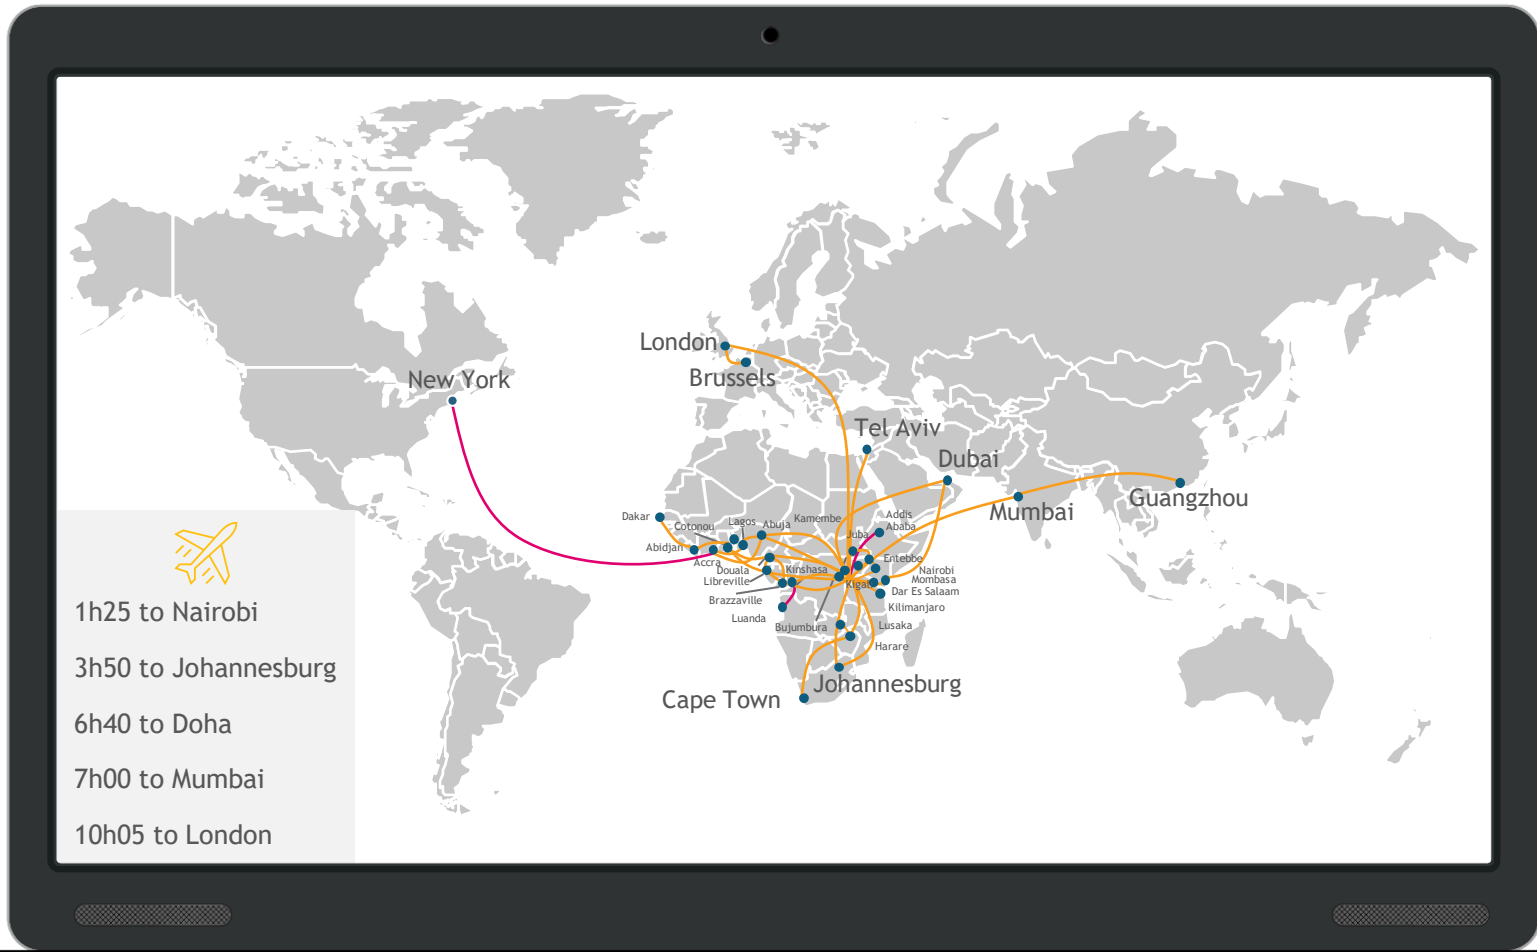 London
Brussels
New York
Tel Aviv
Dubai
Guangzhou
Mumbai
Dakar
Cotonou
Lagos
Abuja
Kamembe
Addis
Ababa
Juba
Abidjan
Accra
Entebbe
Douala
Kinshasa
Nairobi
Libreville
Mombasa
Kigali
Dar Es Salaam
Brazzaville
Kilimanjaro
Luanda
Bujumbura
Lusaka
Harare
Johannesburg
Cape Town
1h25 to Nairobi
3h50 to Johannesburg
6h40 to Doha
7h00 to Mumbai
10h05 to London